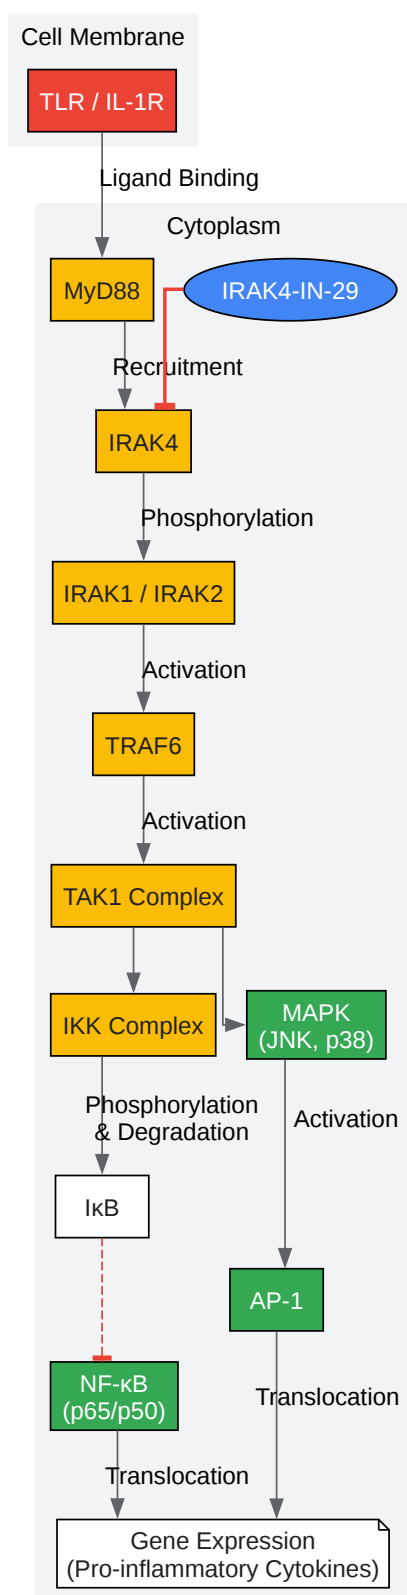 Cell Membrane
TLR / IL-1R
Ligand Binding
Cytoplasm
MyD88
IRAK4-IN-29
Recruitment
IRAK4
Phosphorylation
IRAK1 / IRAK2
Activation
TRAF6
Activation
TAK1 Complex
IKK Complex
MAPK
(JNK, p38)
Phosphorylation
& Degradation
Activation
IκB
AP-1
NF-κB
(p65/p50)
Translocation
Translocation
Gene Expression
(Pro-inflammatory Cytokines)